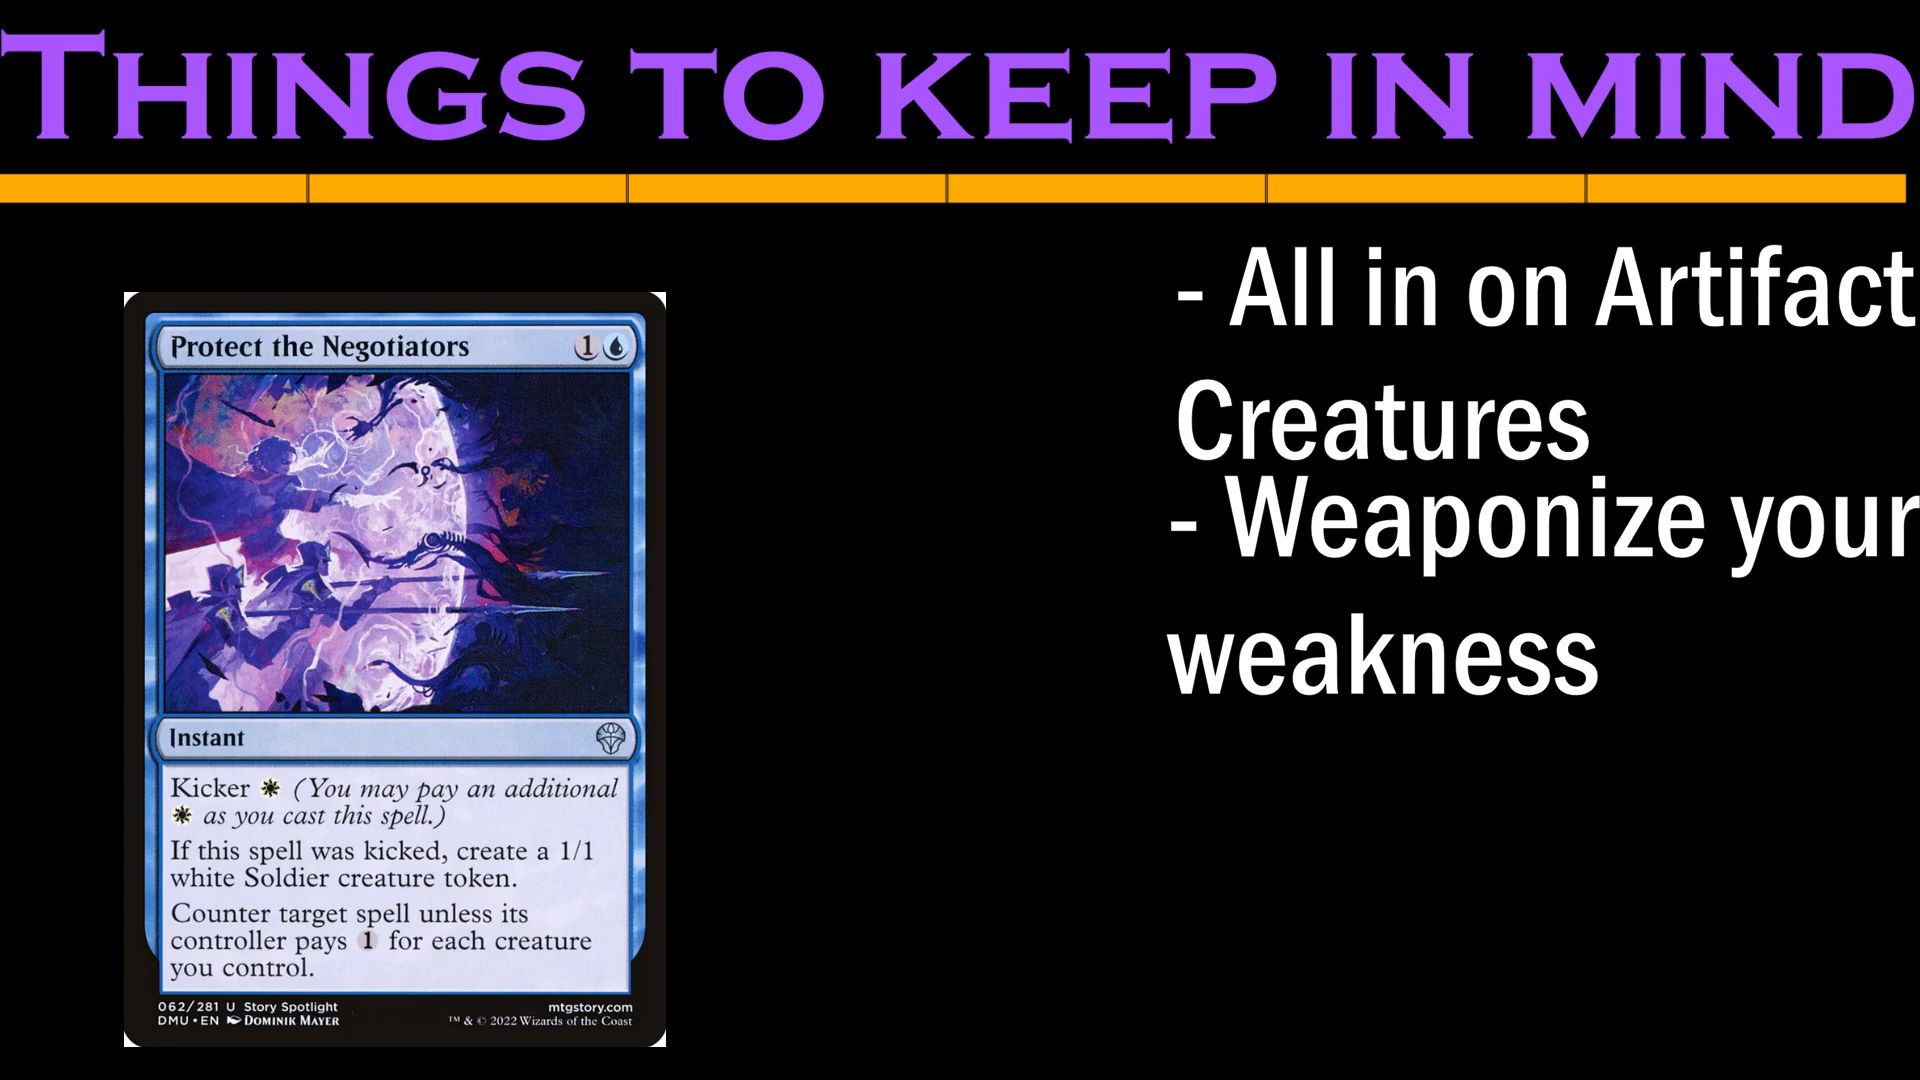 Things to keep in mind
- All in on Artifact
Creatures
- Weaponize your
weakness
Protect the Negotiators 1
Instant
Kicker (You may pay an additional
as you cast this spell.)
If this spell was kicked, create a 1/1
white Soldier creature token.
Counter target spell unless its
controller pays 1 for each creature
you control.
062/281 U Story Spotlight
DMU • EN Dominik Mayer
mtgstory.com
™ & © 2022 Wizards of the Coast